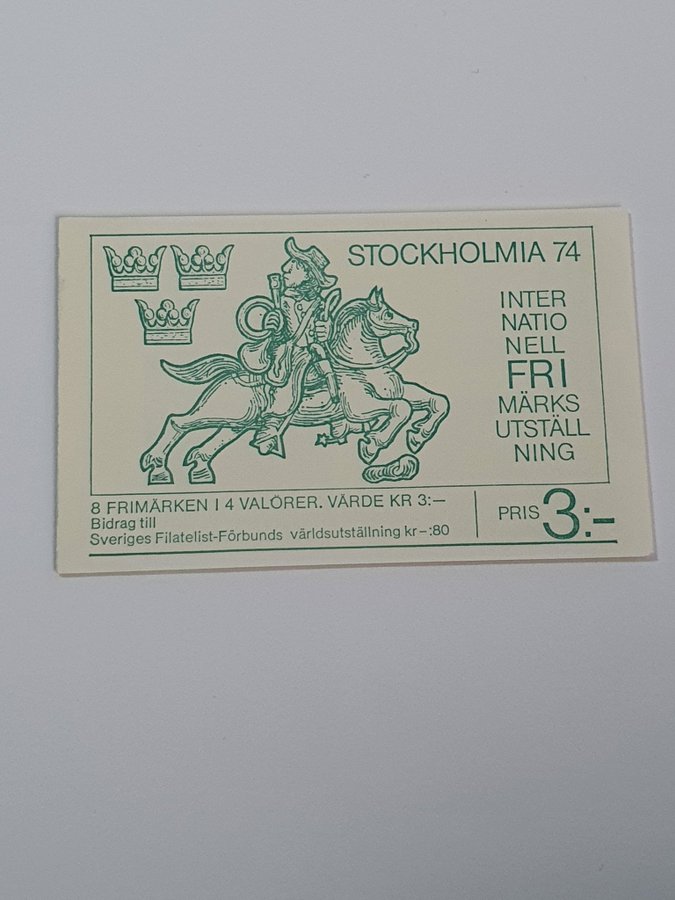 STOCKHOLMIA 74
INTER
NATIO
NELL
FRI
MÄRKS
UTSTÄLL
NING
8 FRIMÄRKEN I 4 VALÖRER. VÄRDE KR 3:—
Bidrag till
Sveriges Filatelist-Förbunds världsutställning kr-:80
PRIS 3:-